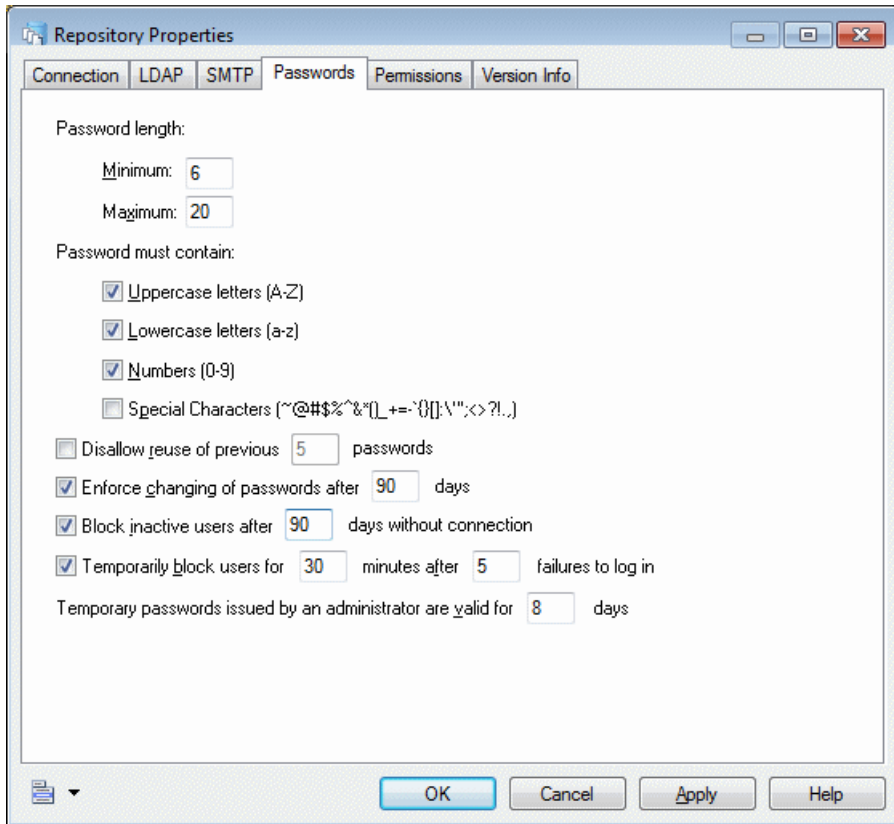 Repository Properties
Connection LDAP SMTP Passwords Permissions Version Info
Password length:
Minimum: 6
Maximum: 20
Password must contain:
Uppercase letters (A-Z)
Lowercase letters (a-z)
Numbers (0-9)
Special Characters (~@#$%^&*()_+=-`{}[]:\'";<>?!.,)
Disallow reuse of previous 5 passwords
Enforce changing of passwords after 90 days
Block inactive users after 90 days without connection
Temporarily block users for 30 minutes after 5 failures to log in
Temporary passwords issued by an administrator are valid for 8 days
OK Cancel Apply Help